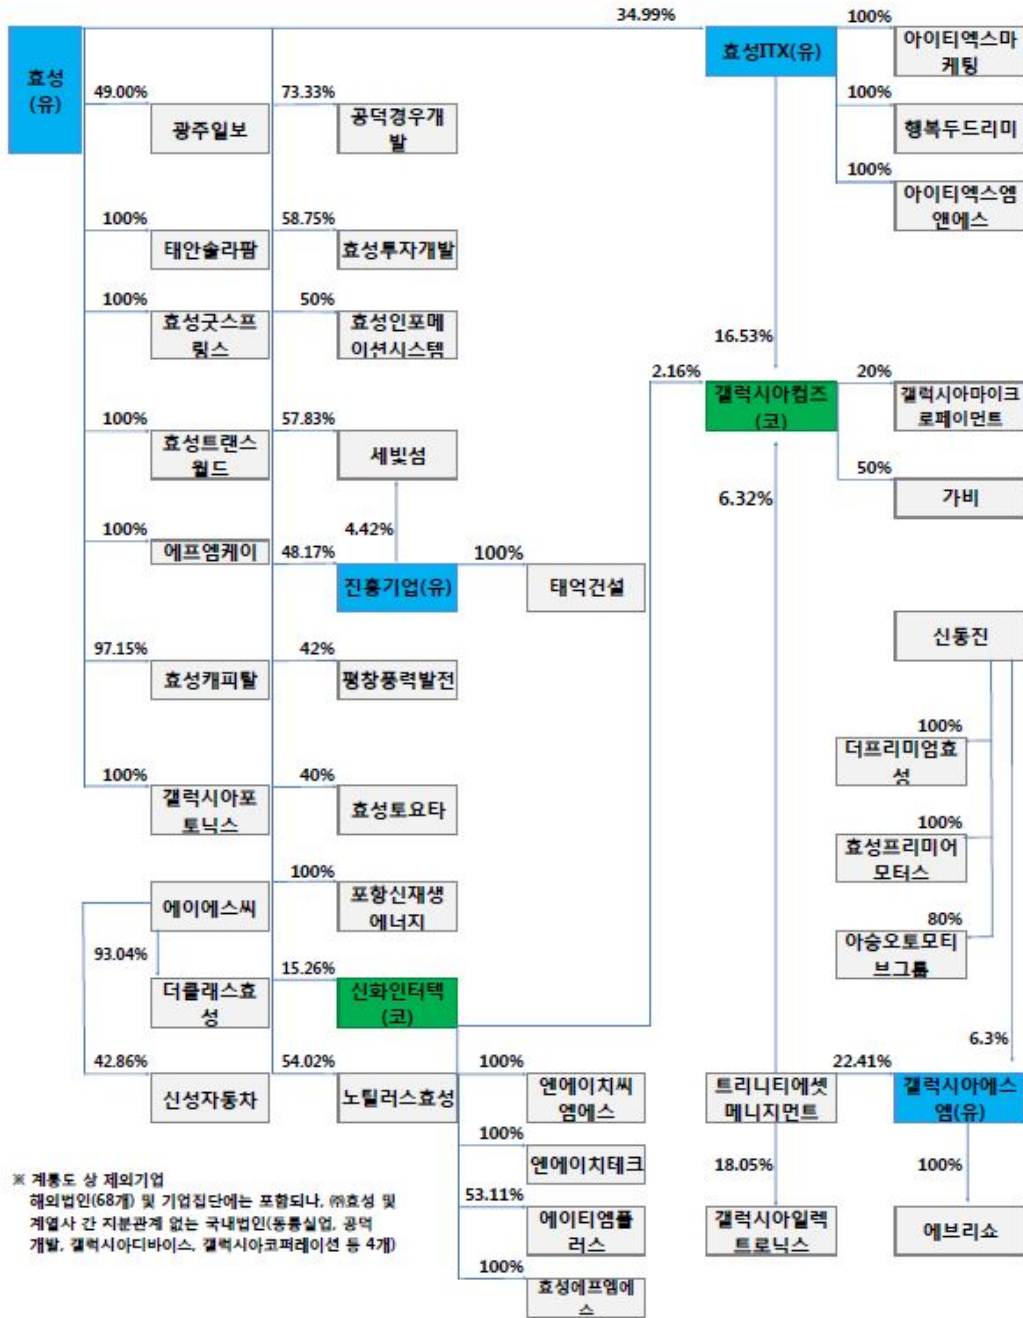 34.99%
100%
효성
(유)
효성ITX(유)
아이티엑스마
케팅
49.00%
73.33%
100%
광주일보
공덕경우개
발
행복두드리미
100%
아이티엑스엠
앤에스
100%
58.75%
태안솔라팜
효성투자개발
100%
50%
효성굿스프
링스
효성인포메
이션시스템
16.53%
2.16%
20%
갤럭시아컴즈
(코)
갤럭시아마이크
로페이먼트
100%
57.83%
효성트랜스
월드
세빛섬
50%
가비
6.32%
4.42%
100%
48.17%
100%
에프엠케이
진흥기업(유)
태억건설
신동진
97.15%
42%
효성캐피탈
평창풍력발전
100%
더프리미엄효
성
100%
40%
갤럭시아포
토닉스
효성토요타
100%
효성프리미어
모터스
100%
에이에스씨
포항신재생
에너지
80%
아승오토모티
브그룹
93.04%
15.26%
더클래스효
성
신화인터텍
(코)
6.3%
42.86%
54.02%
100%
22.41%
신성자동차
노틸러스효성
엔에이치씨
엠에스
트리니티에셋
메니지먼트
갤럭시아에스
엠(유)
100%
엔에이치테크
18.05%
100%
53.11%
에이티엠플
러스
갤럭시아일렉
트로닉스
에브리쇼
100%
효성에프엠에
스
※ 계통도 상 제외기업
해외법인(68개) 및 기업집단에는 포함되나, ㈜효성 및
계열사 간 지분관계 없는 국내법인(동륭실업, 공덕
개발, 갤럭시아디바이스, 갤럭시아코퍼레이션 등 4개)